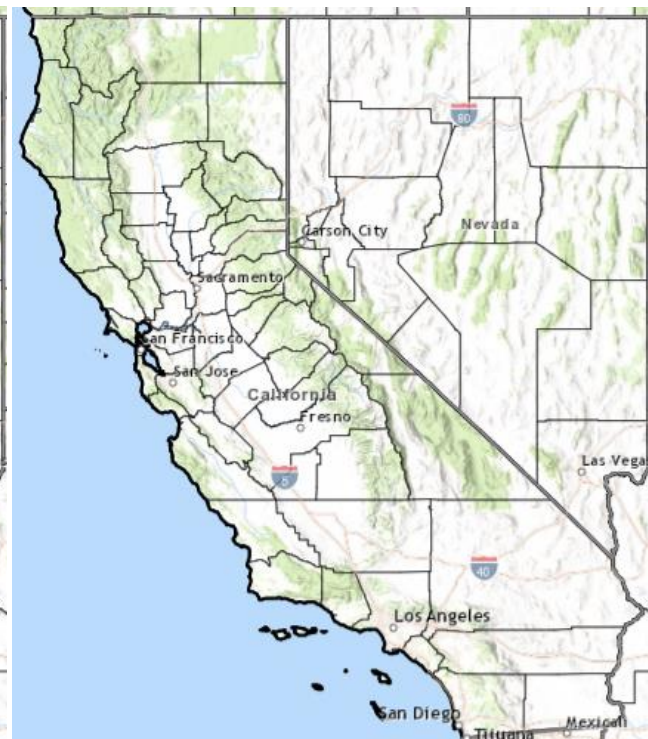 80
Nevada
Carson City
Sacramento
San Francisco
San Jose
California
Fresno
5
Las Vegas
40
Los Angeles
San Diego
Tijuana
Mexicali